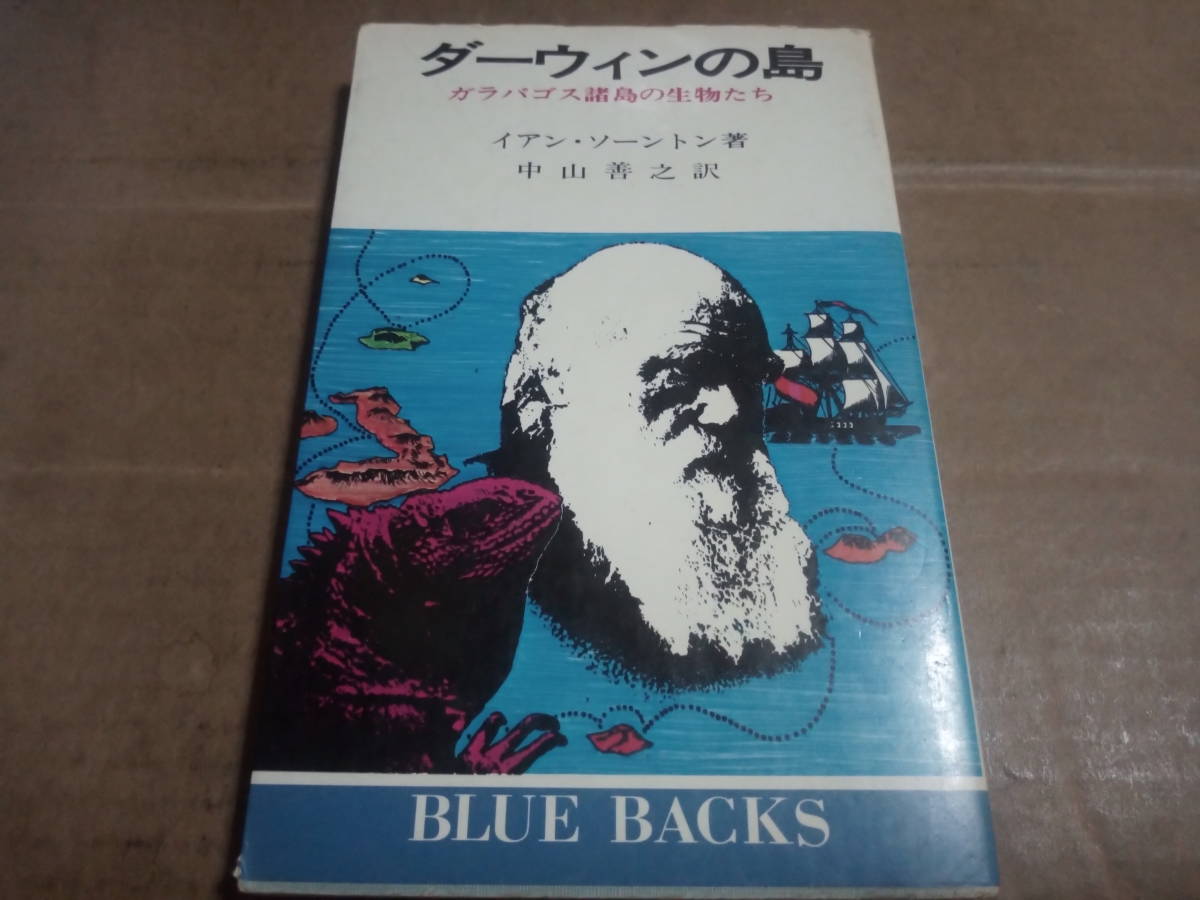 ダーウィンの島
ガラパゴス諸島の生物たち
イアン・ソーントン著
中山善之訳
BLUE BACKS